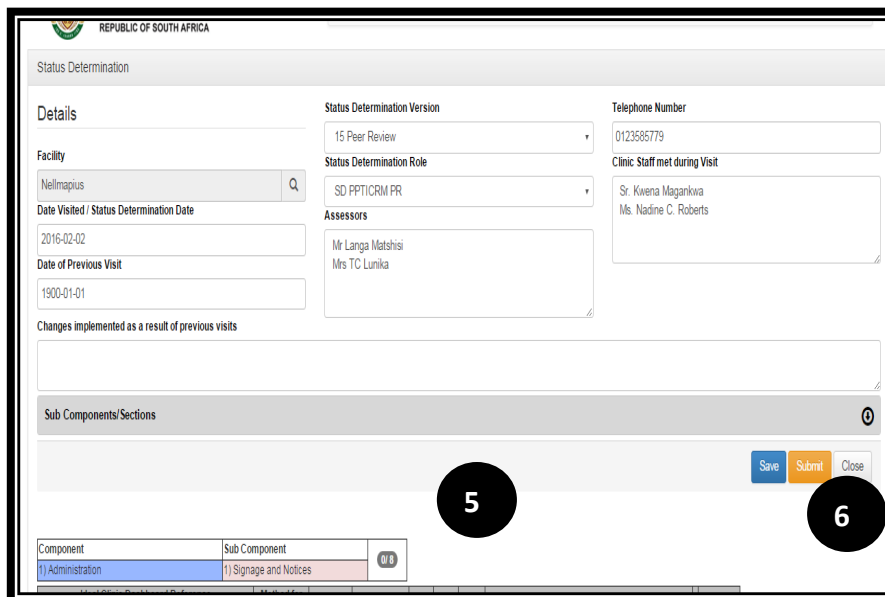 REPUBLIC OF SOUTH AFRICA
Status Determination
Details
Facility
Nellmapius
Date Visited / Status Determination Date
2016-02-02
Date of Previous Visit
1900-01-01
Status Determination Version
15 Peer Review
Status Determination Role
SD PPTICRM PR
Assessors
Mr Langa Matshisi
Mrs TC Lunika
Telephone Number
0123585779
Clinic Staff met during Visit
Sr. Kwena Magankwa
Ms. Nadine C. Roberts
Changes implemented as a result of previous visits
Sub Components/Sections
Save Submit Close
5
6
Component Sub Component 0/8
1) Administration 1) Signage and Notices